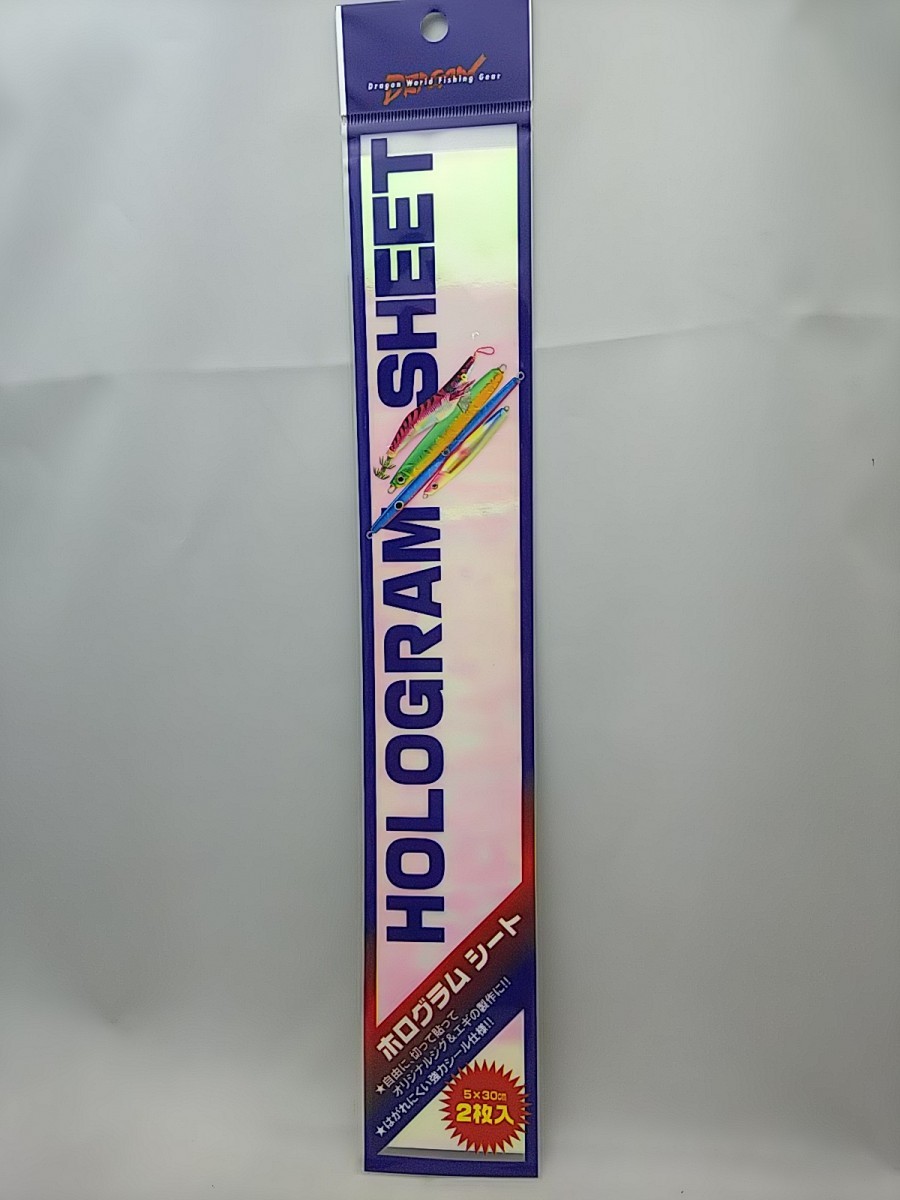 DRAGON
Dragon World Fishing Gear
HOLOGRAM SHEET
ホログラム シート
★自由に、切って貼って
オリジナルジグ&エギの製作に!!
★はがれにくい強力シール仕様!!
5×30cm
2枚入